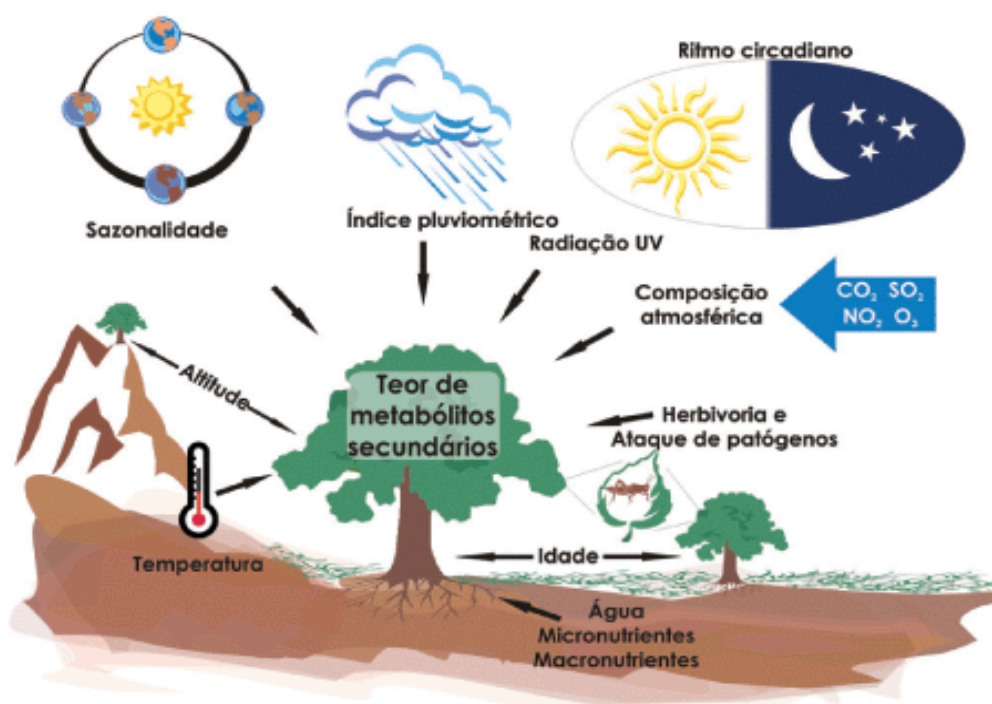 Ritmo circadiano
Sazonalidade
Índice pluviométrico
Radiação UV
Composição
atmosférica
CO₂ SO₂
NO₂ O₃
Altitude
Teor de
metabólitos
secundários
Herbivoria e
Ataque de patógenos
Temperatura
Idade
Água
Micronutrientes
Macronutrientes